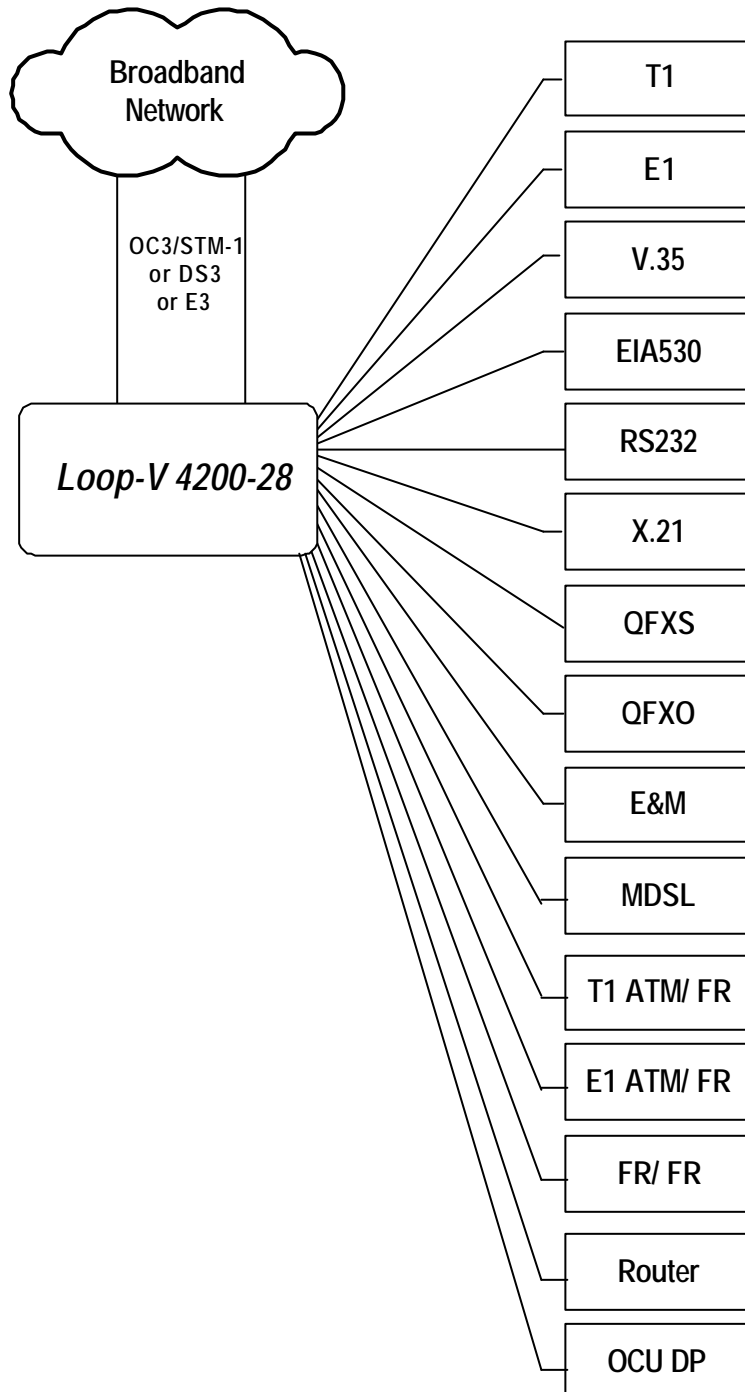 Broadband
Network
OC3/STM-1
or DS3
or E3
Loop-V 4200-28
T1
E1
V.35
EIA530
RS232
X.21
QFXS
QFXO
E&M
MDSL
T1 ATM/ FR
E1 ATM/ FR
FR/ FR
Router
OCU DP